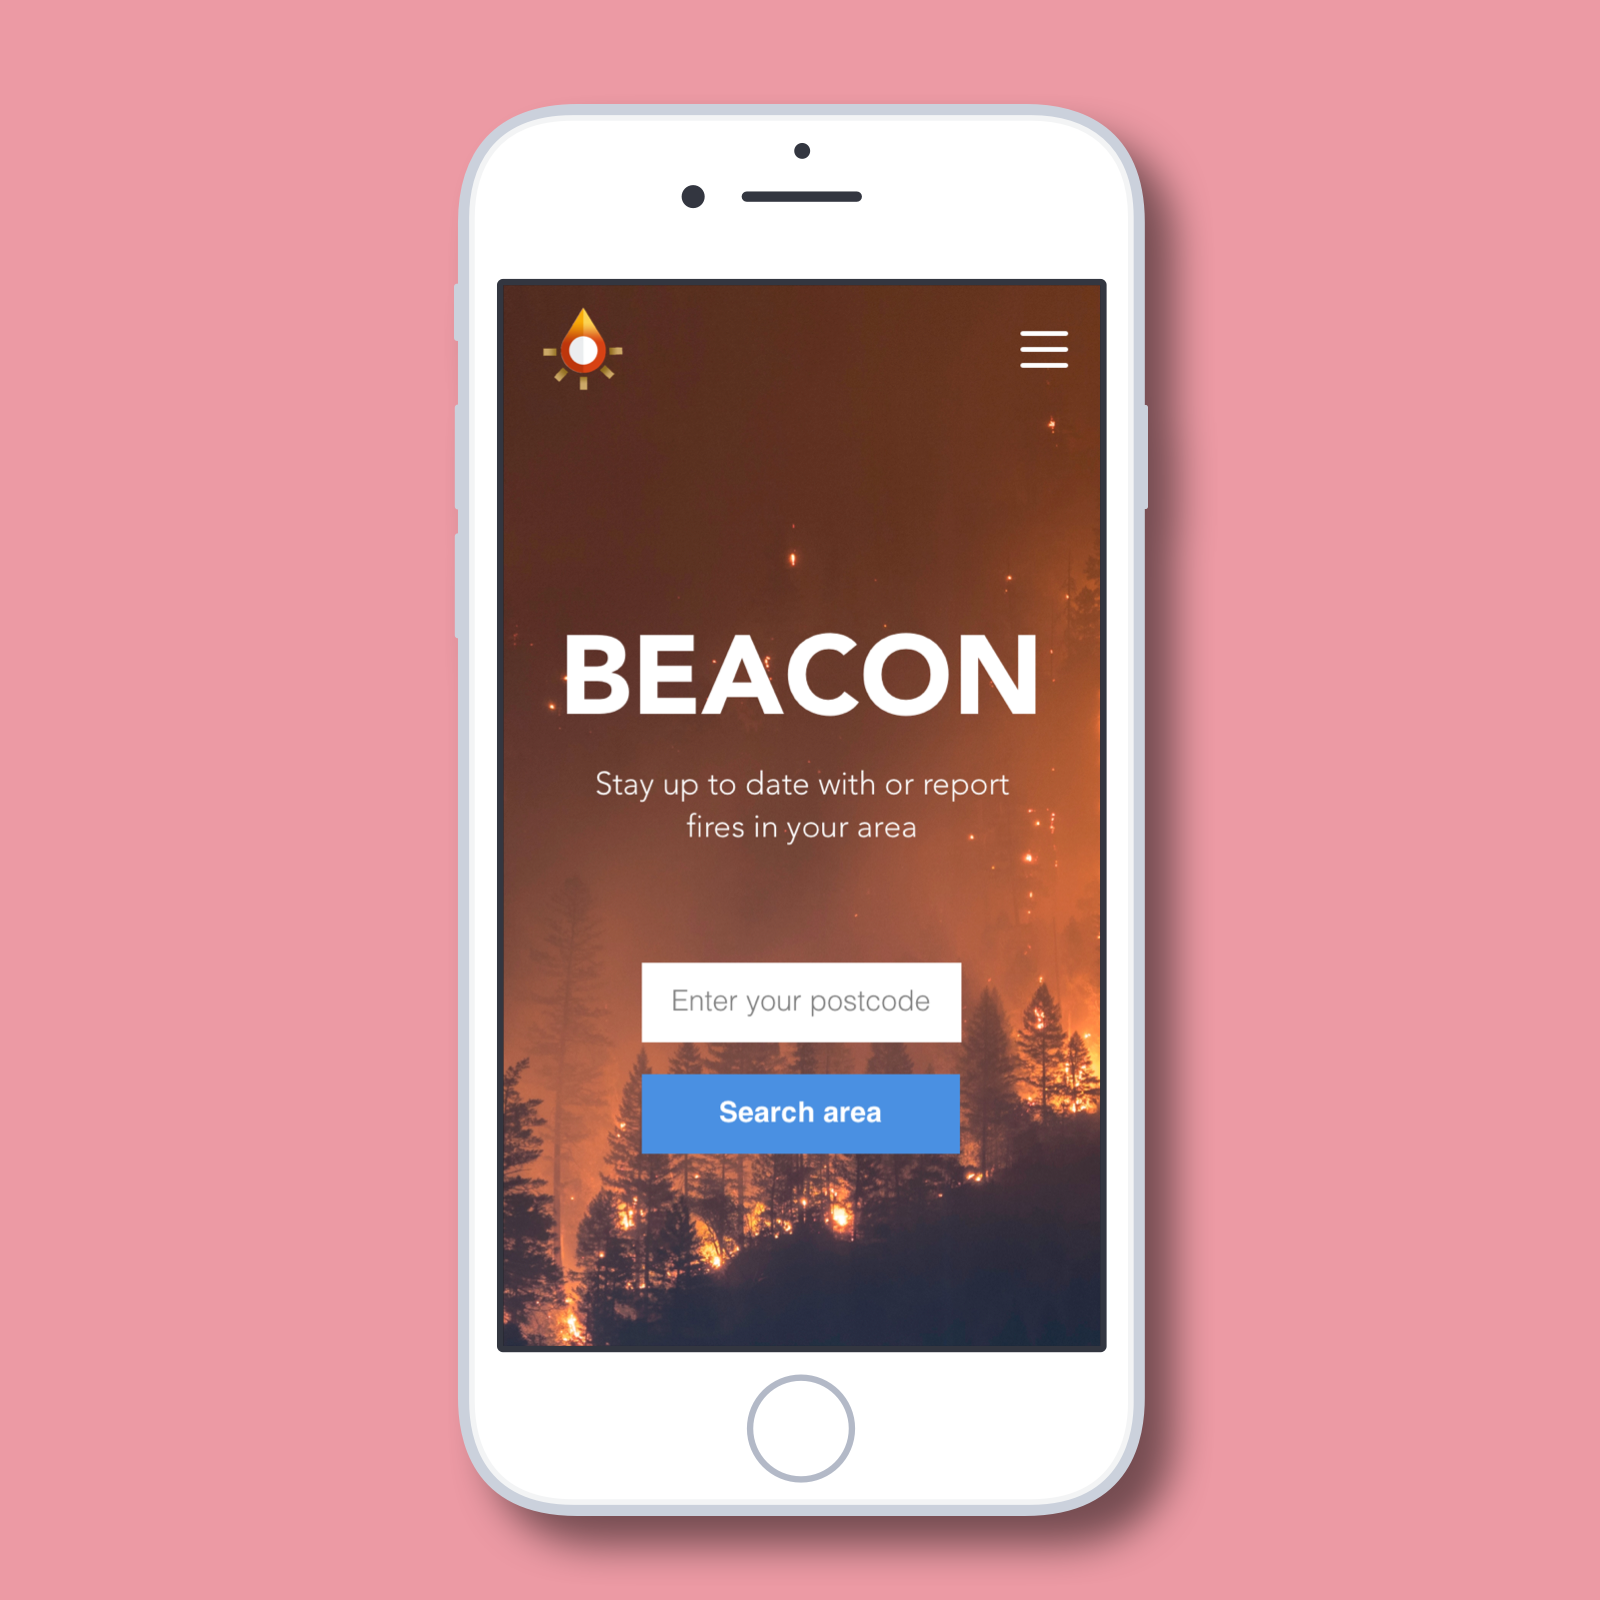 BEACON
Stay up to date with or report
fires in your area
Enter your postcode
Search area